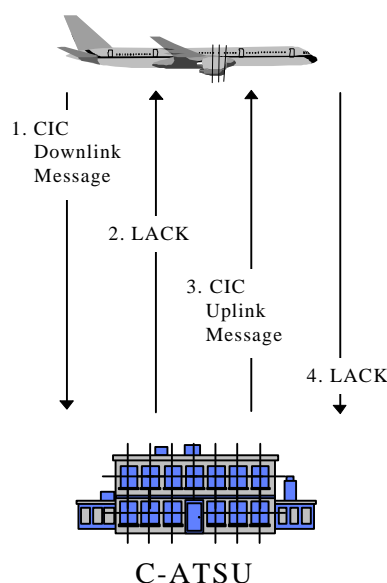 1. CIC
Downlink
Message
2. LACK
3. CIC
Uplink
Message
4. LACK
C-ATSU